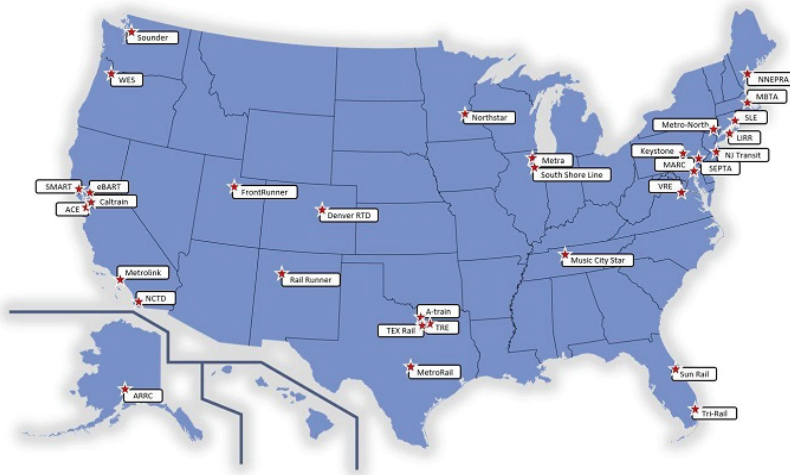 Sounder
NNEPRA
WES
MBTA
Northstar
SLE
Metro-North
LIRR
Keystone
NJ Transit
Metra
MARC
SEPTA
South Shore Line
SMART
eBART
VRE
FrontRunner
Caltrain
ACE
Denver RTD
Music City Star
Metrolink
Rail Runner
NCTD
A-train
TEX Rail
TRE
MetroRail
Sun Rail
ARRC
Tri-Rail